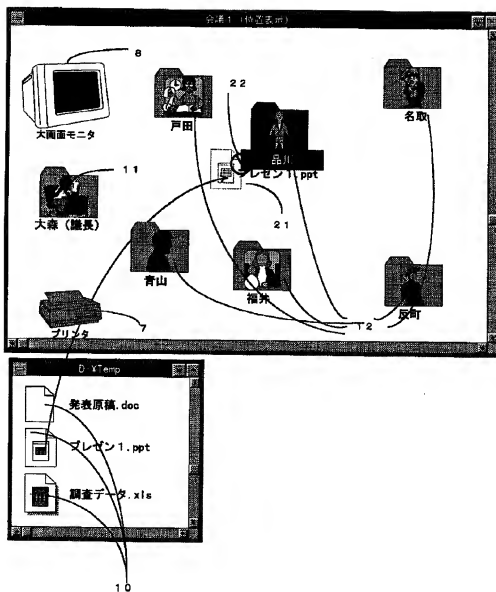 会議1（位置表示）
8
22
大画面モニタ
戸田
品川
名取
プレゼン1.ppt
11
大森（議長）
21
青山
福井
反町
12
プリンタ
7
D:¥Temp
発表原稿.doc
プレゼン1.ppt
調査データ.xls
10